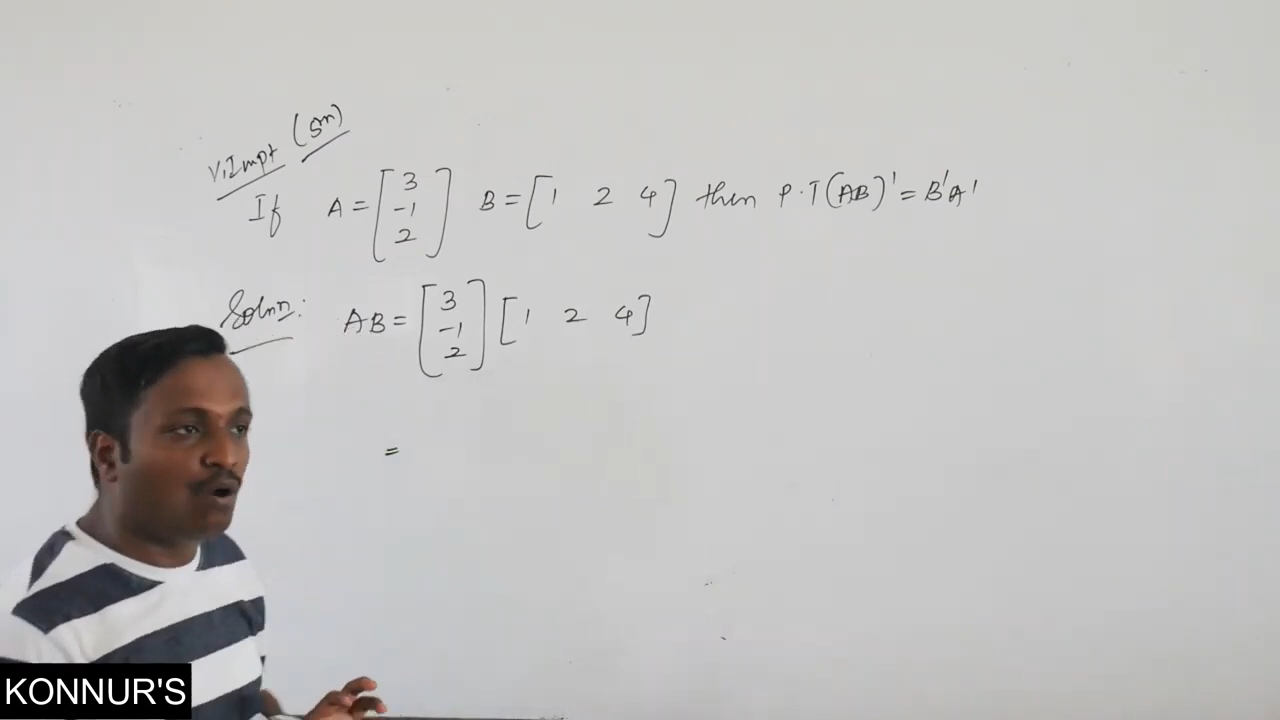 V.Impt (5m)
If A = [3 -1 2] B = [1 2 4] then P.T (AB)' = B'A'
Soln: AB = [3 -1 2] [1 2 4]
=
KONNUR'S